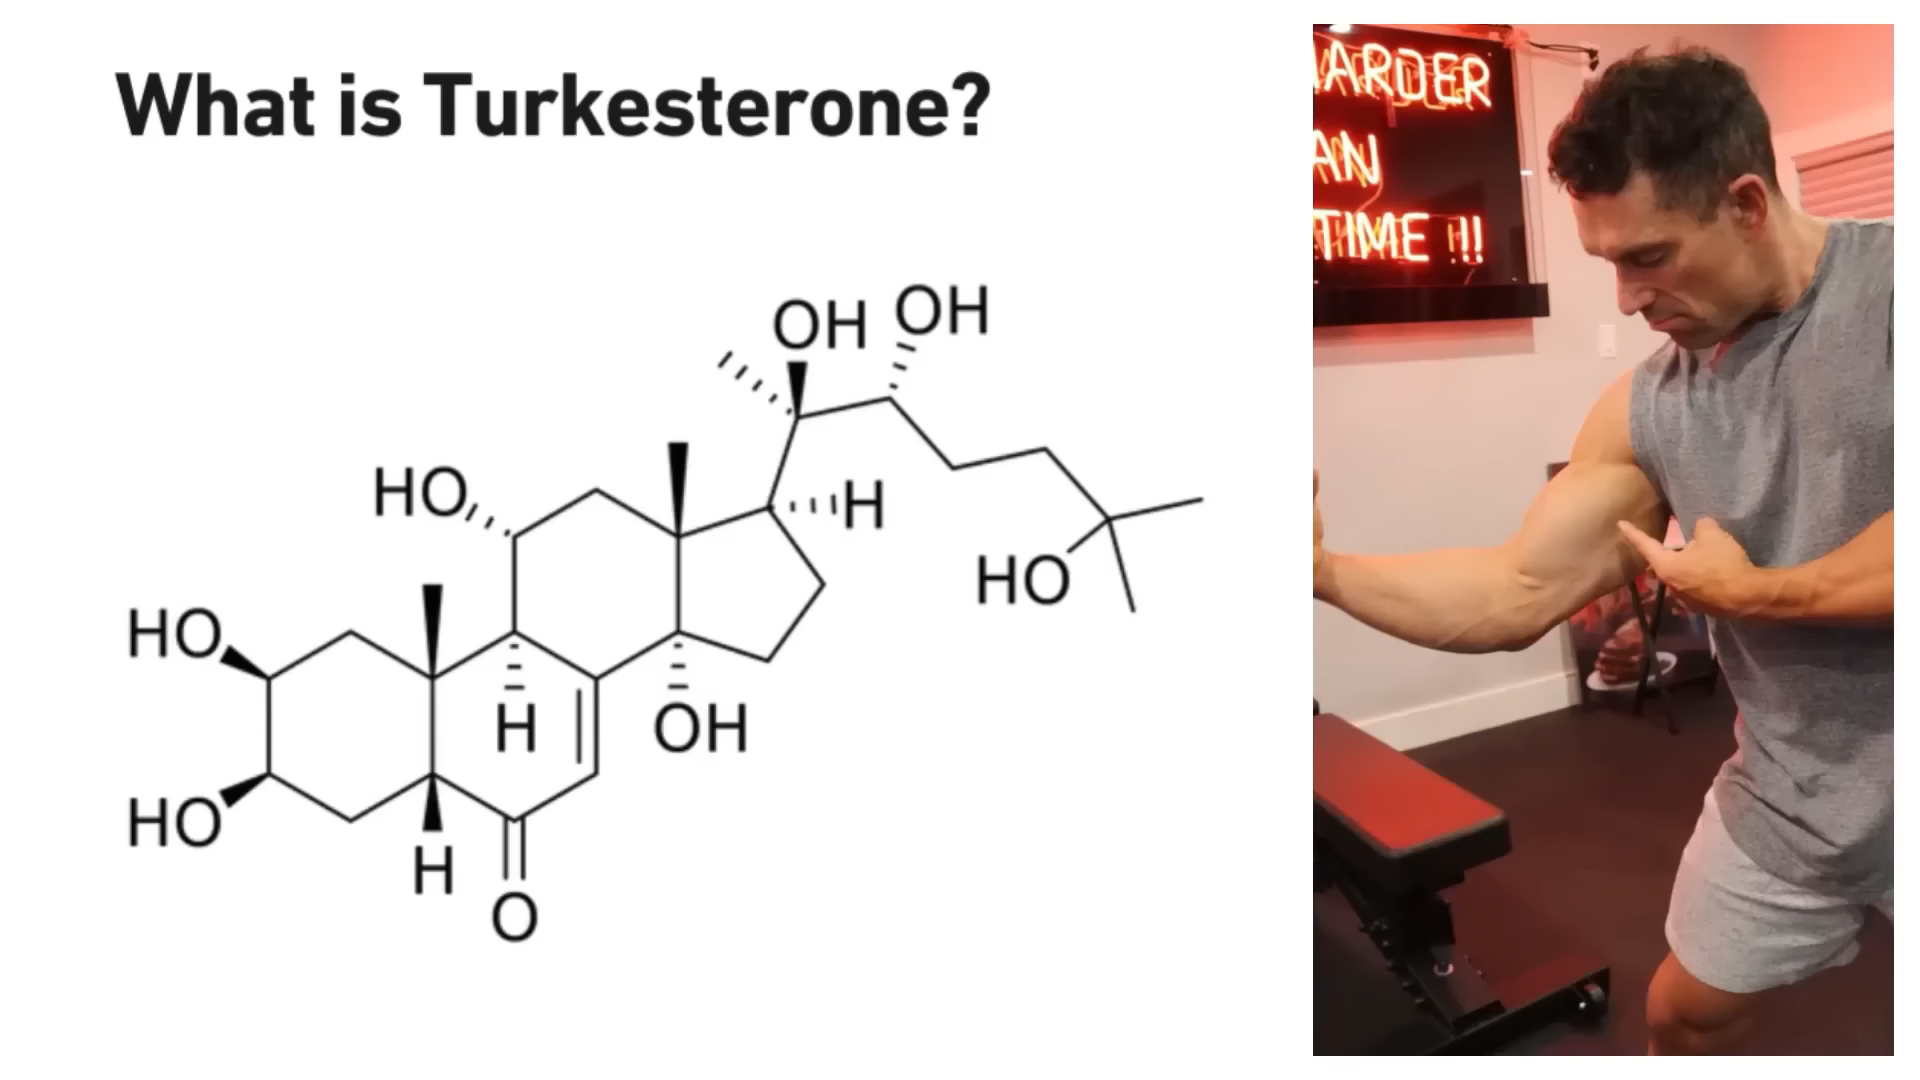 What is Turkesterone?
OH
OH
HO
H
HO
HO
H
OH
HO
H
O
ARDER
AN
TIME !!